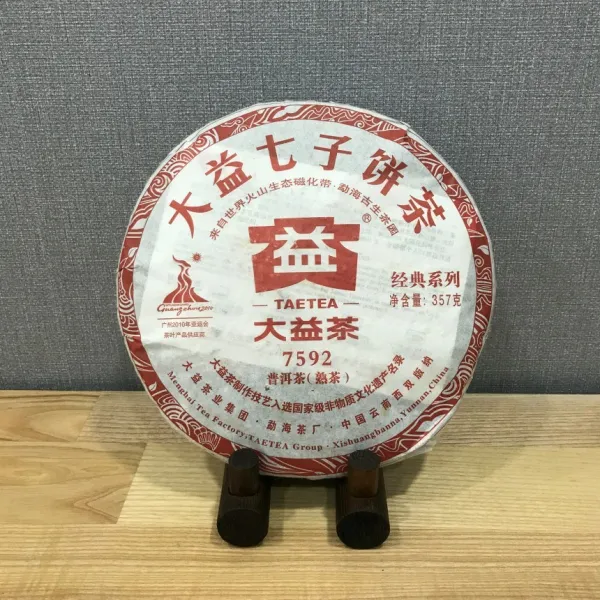 大益七子饼茶
来自世界火山生态磁化带·勐海古生茶园
益
®
TAETEA
大益茶
7592
普洱茶(熟茶)
经典系列
净含量: 357克
Guangzhou2010
广州2010年亚运会
茶叶产品供应商
大益茶制作技艺入选国家级非物质文化遗产名录
大益茶业集团·勐海茶厂·中国云南西双版纳
Menghai Tea Factory,TAETEA Group·Xishuangbanna,Yunnan,China